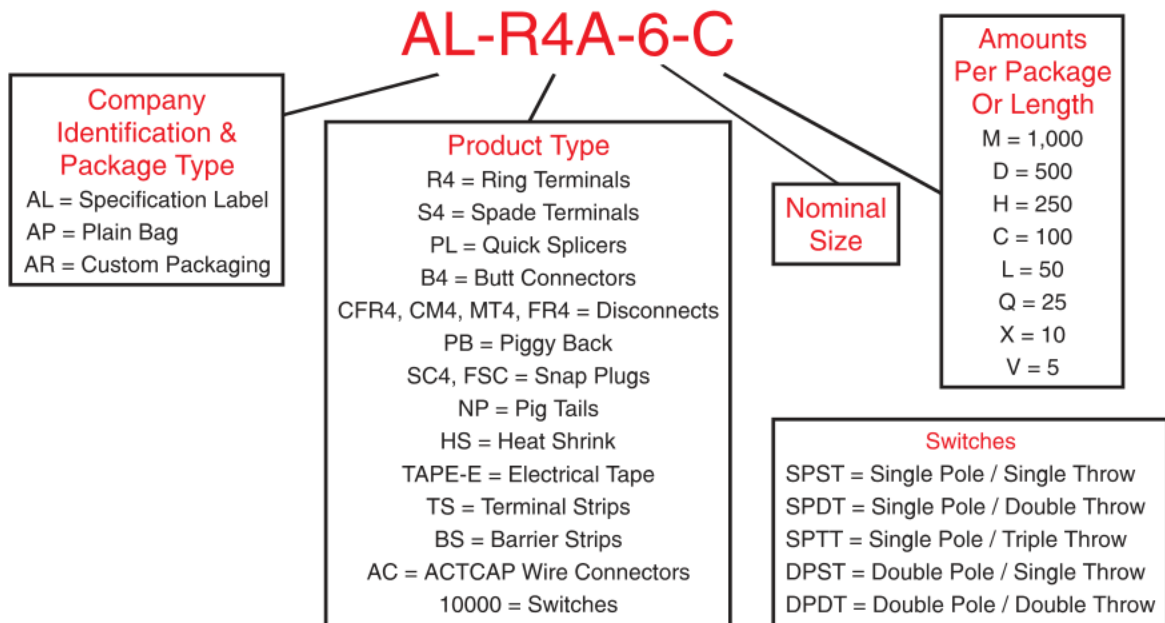 AL-R4A-6-C
Company
Identification &
Package Type
AL = Specification Label
AP = Plain Bag
AR = Custom Packaging
Product Type
R4 = Ring Terminals
S4 = Spade Terminals
PL = Quick Splicers
B4 = Butt Connectors
CFR4, CM4, MT4, FR4 = Disconnects
PB = Piggy Back
SC4, FSC = Snap Plugs
NP = Pig Tails
HS = Heat Shrink
TAPE-E = Electrical Tape
TS = Terminal Strips
BS = Barrier Strips
AC = ACTCAP Wire Connectors
10000 = Switches
Nominal
Size
Amounts
Per Package
Or Length
M = 1,000
D = 500
H = 250
C = 100
L = 50
Q = 25
X = 10
V = 5
Switches
SPST = Single Pole / Single Throw
SPDT = Single Pole / Double Throw
SPTT = Single Pole / Triple Throw
DPST = Double Pole / Single Throw
DPDT = Double Pole / Double Throw